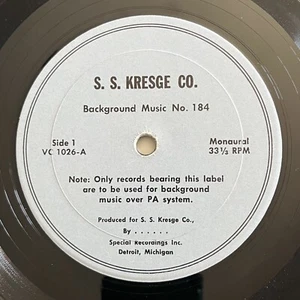 S. S. KRESGE CO.
Background Music No. 184
Side 1
VC 1026-A
Monaural
33⅓ RPM
Note: Only records bearing this label
are to be used for background
music over PA system.
Produced for S. S. Kresge Co.,
By . . . . . .
Special Recordings Inc.
Detroit, Michigan